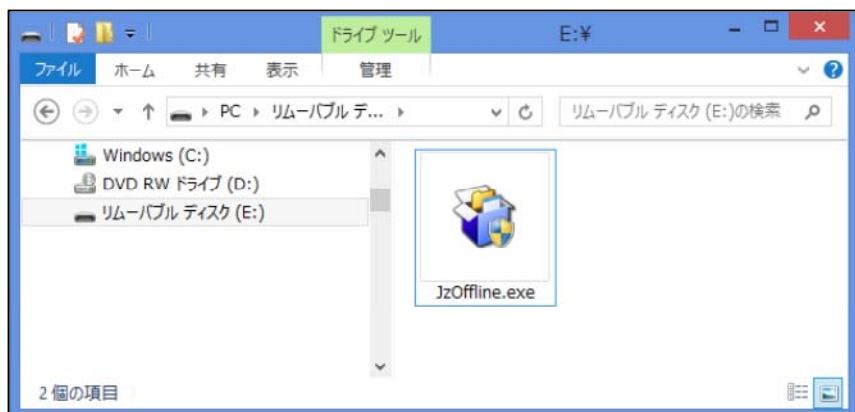 ドライブ ツール
E:¥
ファイル ホーム 共有 表示 管理
PC リムーバブル デ...
リムーバブル ディスク (E:)の検索
Windows (C:)
DVD RW ドライブ (D:)
リムーバブル ディスク (E:)
JzOffline.exe
2 個の項目